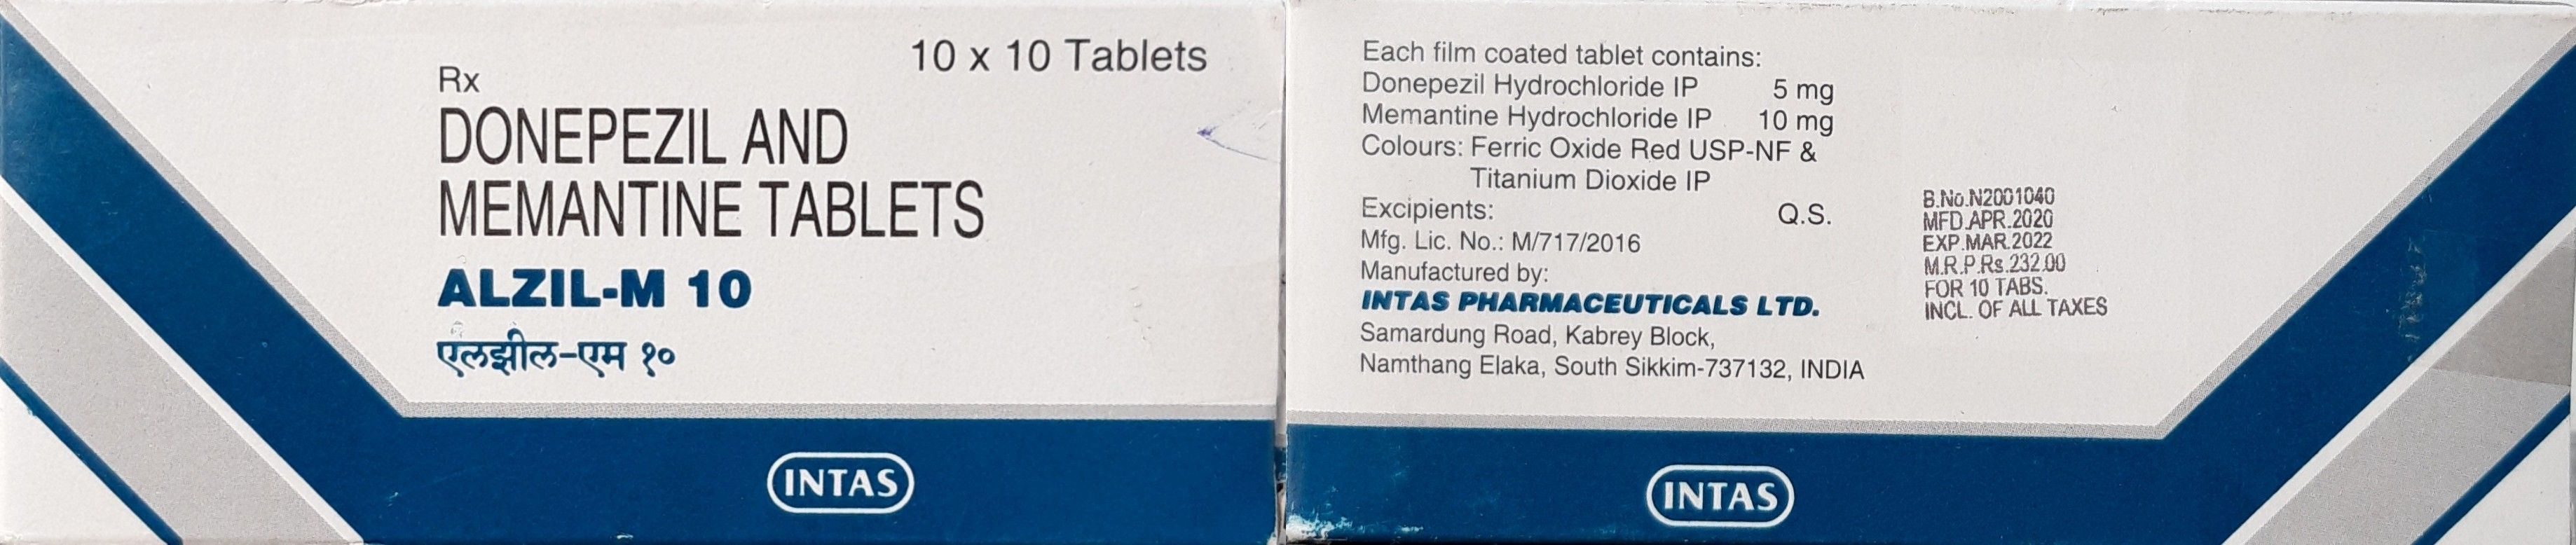 10 x 10 Tablets
Rx
DONEPEZIL AND
MEMANTINE TABLETS
ALZIL-M 10
एलझील-एम १०
INTAS
Each film coated tablet contains:
Donepezil Hydrochloride IP 5 mg
Memantine Hydrochloride IP 10 mg
Colours: Ferric Oxide Red USP-NF &
Titanium Dioxide IP
Excipients: Q.S.
Mfg. Lic. No.: M/717/2016
Manufactured by:
INTAS PHARMACEUTICALS LTD.
Samardung Road, Kabrey Block,
Namthang Elaka, South Sikkim-737132, INDIA
B.No.N2001040
MFD.APR.2020
EXP.MAR.2022
M.R.P.Rs.232.00
FOR 10 TABS.
INCL. OF ALL TAXES
INTAS